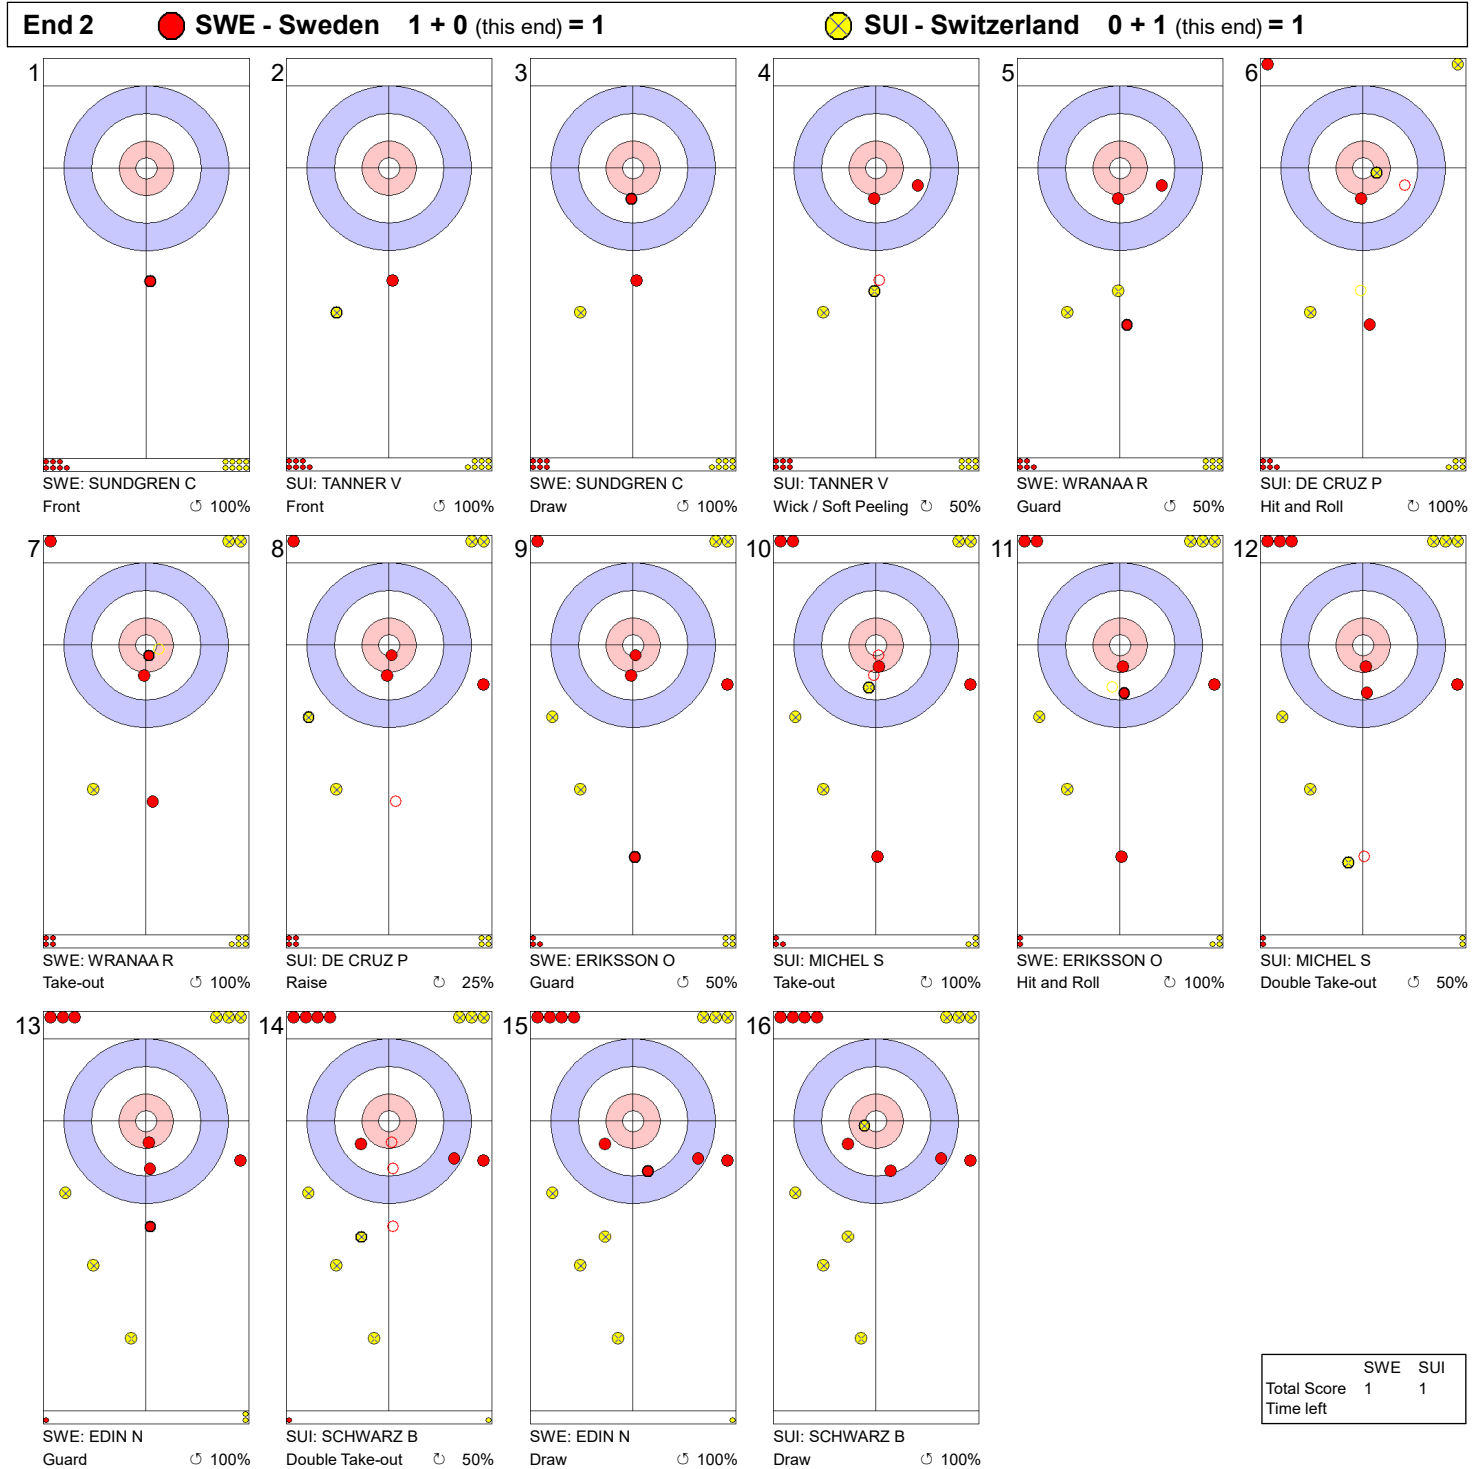 End 2 SWE - Sweden 1 + 0 (this end) = 1 SUI - Switzerland 0 + 1 (this end) = 1
1 2 3 4 5 6
SWE: SUNDGREN C SUI: TANNER V SWE: SUNDGREN C SUI: TANNER V SWE: WRANAA R SUI: DE CRUZ P
Front ↺ 100% Front ↺ 100% Draw ↺ 100% Wick / Soft Peeling ↻ 50% Guard ↺ 50% Hit and Roll ↻ 100%
7 8 9 10 11 12
SWE: WRANAA R SUI: DE CRUZ P SWE: ERIKSSON O SUI: MICHEL S SWE: ERIKSSON O SUI: MICHEL S
Take-out ↺ 100% Raise ↻ 25% Guard ↺ 50% Take-out ↺ 100% Hit and Roll ↺ 100% Double Take-out ↺ 50%
13 14 15 16
SWE: EDIN N SUI: SCHWARZ B SWE: EDIN N SUI: SCHWARZ B
Guard ↺ 100% Double Take-out ↺ 50% Draw ↺ 100% Draw ↺ 100%
SWE SUI
Total Score 1 1
Time left